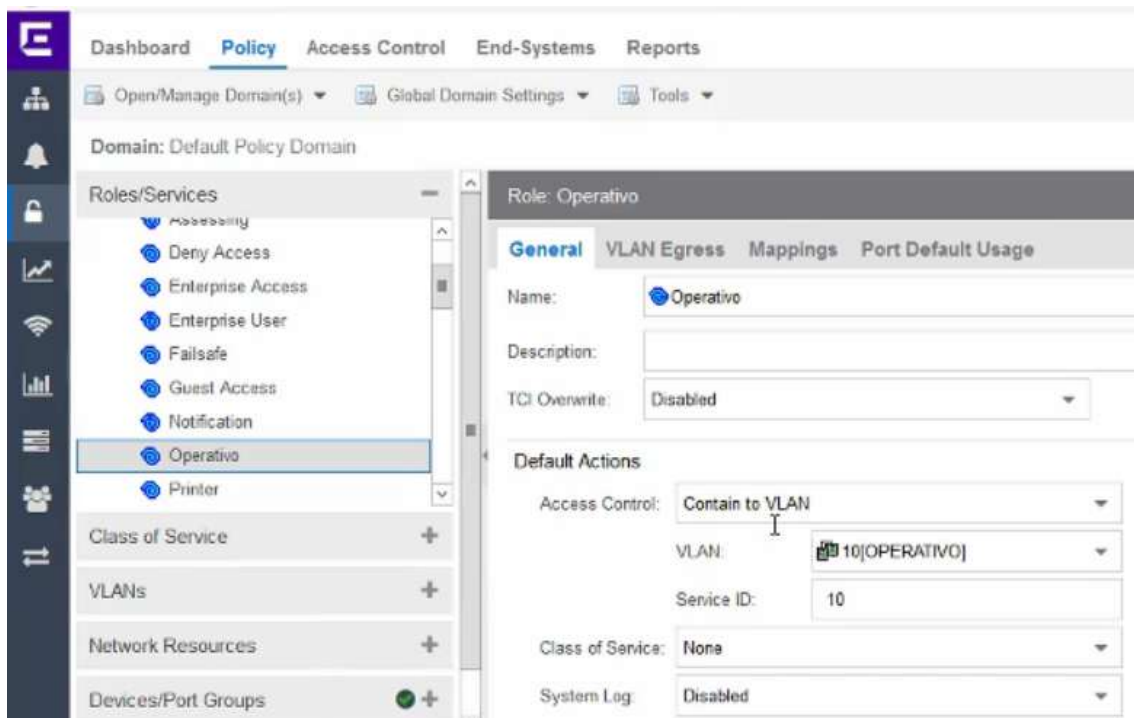 E
Dashboard Policy Access Control End-Systems Reports
Open/Manage Domain(s) Global Domain Settings Tools
Domain: Default Policy Domain
Roles/Services
Assessing
Deny Access
Enterprise Access
Enterprise User
Failsafe
Guest Access
Notification
Operativo
Printer
Class of Service
VLANs
Network Resources
Devices/Port Groups
Role: Operativo
General VLAN Egress Mappings Port Default Usage
Name: Operativo
Description:
TCI Overwrite: Disabled
Default Actions
Access Control: Contain to VLAN
VLAN: 10[OPERATIVO]
Service ID: 10
Class of Service: None
System Log: Disabled